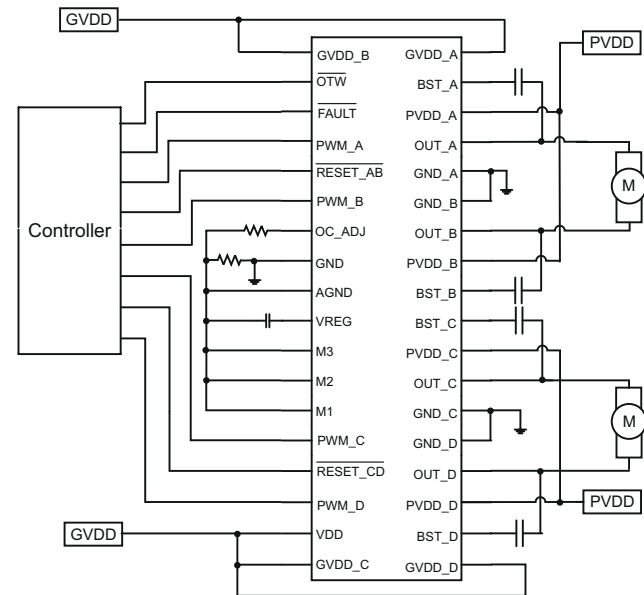 GVDD
PVDD
GVDD_B
GVDD_A
OTW
BST_A
FAULT
PVDD_A
PWM_A
OUT_A
RESET_AB
GND_A
M
PWM_B
GND_B
Controller
OC_ADJ
OUT_B
GND
PVDD_B
AGND
BST_B
VREG
BST_C
M3
PVDD_C
M2
OUT_C
M1
GND_C
M
PWM_C
GND_D
RESET_CD
OUT_D
PWM_D
PVDD_D
PVDD
GVDD
VDD
BST_D
GVDD_C
GVDD_D